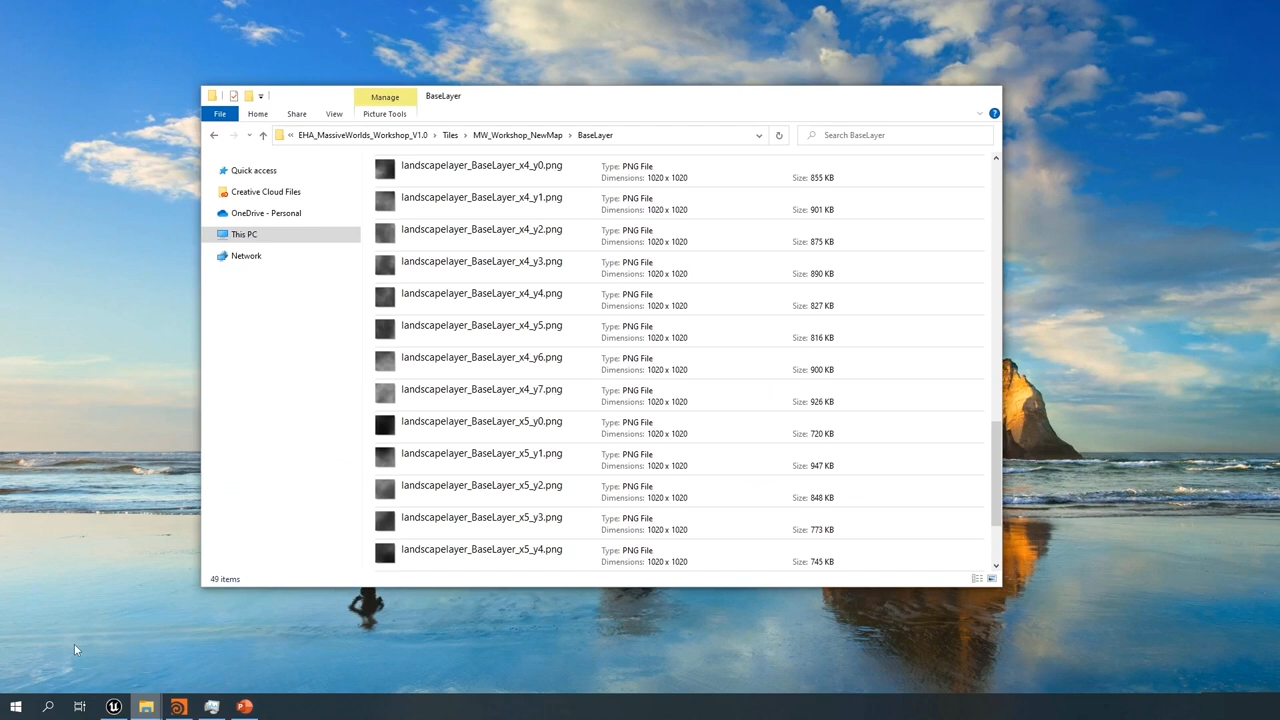 Manage
BaseLayer
File
Home
Share
View
Picture Tools
« EHA_MassiveWorlds_Workshop_V1.0 > Tiles > MW_Workshop_NewMap > BaseLayer
Search BaseLayer
Quick access
Creative Cloud Files
OneDrive - Personal
This PC
Network
landscapelayer_BaseLayer_x4_y0.png Type: PNG File
Dimensions: 1020 x 1020 Size: 855 KB
landscapelayer_BaseLayer_x4_y1.png Type: PNG File
Dimensions: 1020 x 1020 Size: 901 KB
landscapelayer_BaseLayer_x4_y2.png Type: PNG File
Dimensions: 1020 x 1020 Size: 875 KB
landscapelayer_BaseLayer_x4_y3.png Type: PNG File
Dimensions: 1020 x 1020 Size: 890 KB
landscapelayer_BaseLayer_x4_y4.png Type: PNG File
Dimensions: 1020 x 1020 Size: 827 KB
landscapelayer_BaseLayer_x4_y5.png Type: PNG File
Dimensions: 1020 x 1020 Size: 816 KB
landscapelayer_BaseLayer_x4_y6.png Type: PNG File
Dimensions: 1020 x 1020 Size: 900 KB
landscapelayer_BaseLayer_x4_y7.png Type: PNG File
Dimensions: 1020 x 1020 Size: 926 KB
landscapelayer_BaseLayer_x5_y0.png Type: PNG File
Dimensions: 1020 x 1020 Size: 720 KB
landscapelayer_BaseLayer_x5_y1.png Type: PNG File
Dimensions: 1020 x 1020 Size: 947 KB
landscapelayer_BaseLayer_x5_y2.png Type: PNG File
Dimensions: 1020 x 1020 Size: 848 KB
landscapelayer_BaseLayer_x5_y3.png Type: PNG File
Dimensions: 1020 x 1020 Size: 773 KB
landscapelayer_BaseLayer_x5_y4.png Type: PNG File
Dimensions: 1020 x 1020 Size: 745 KB
49 items